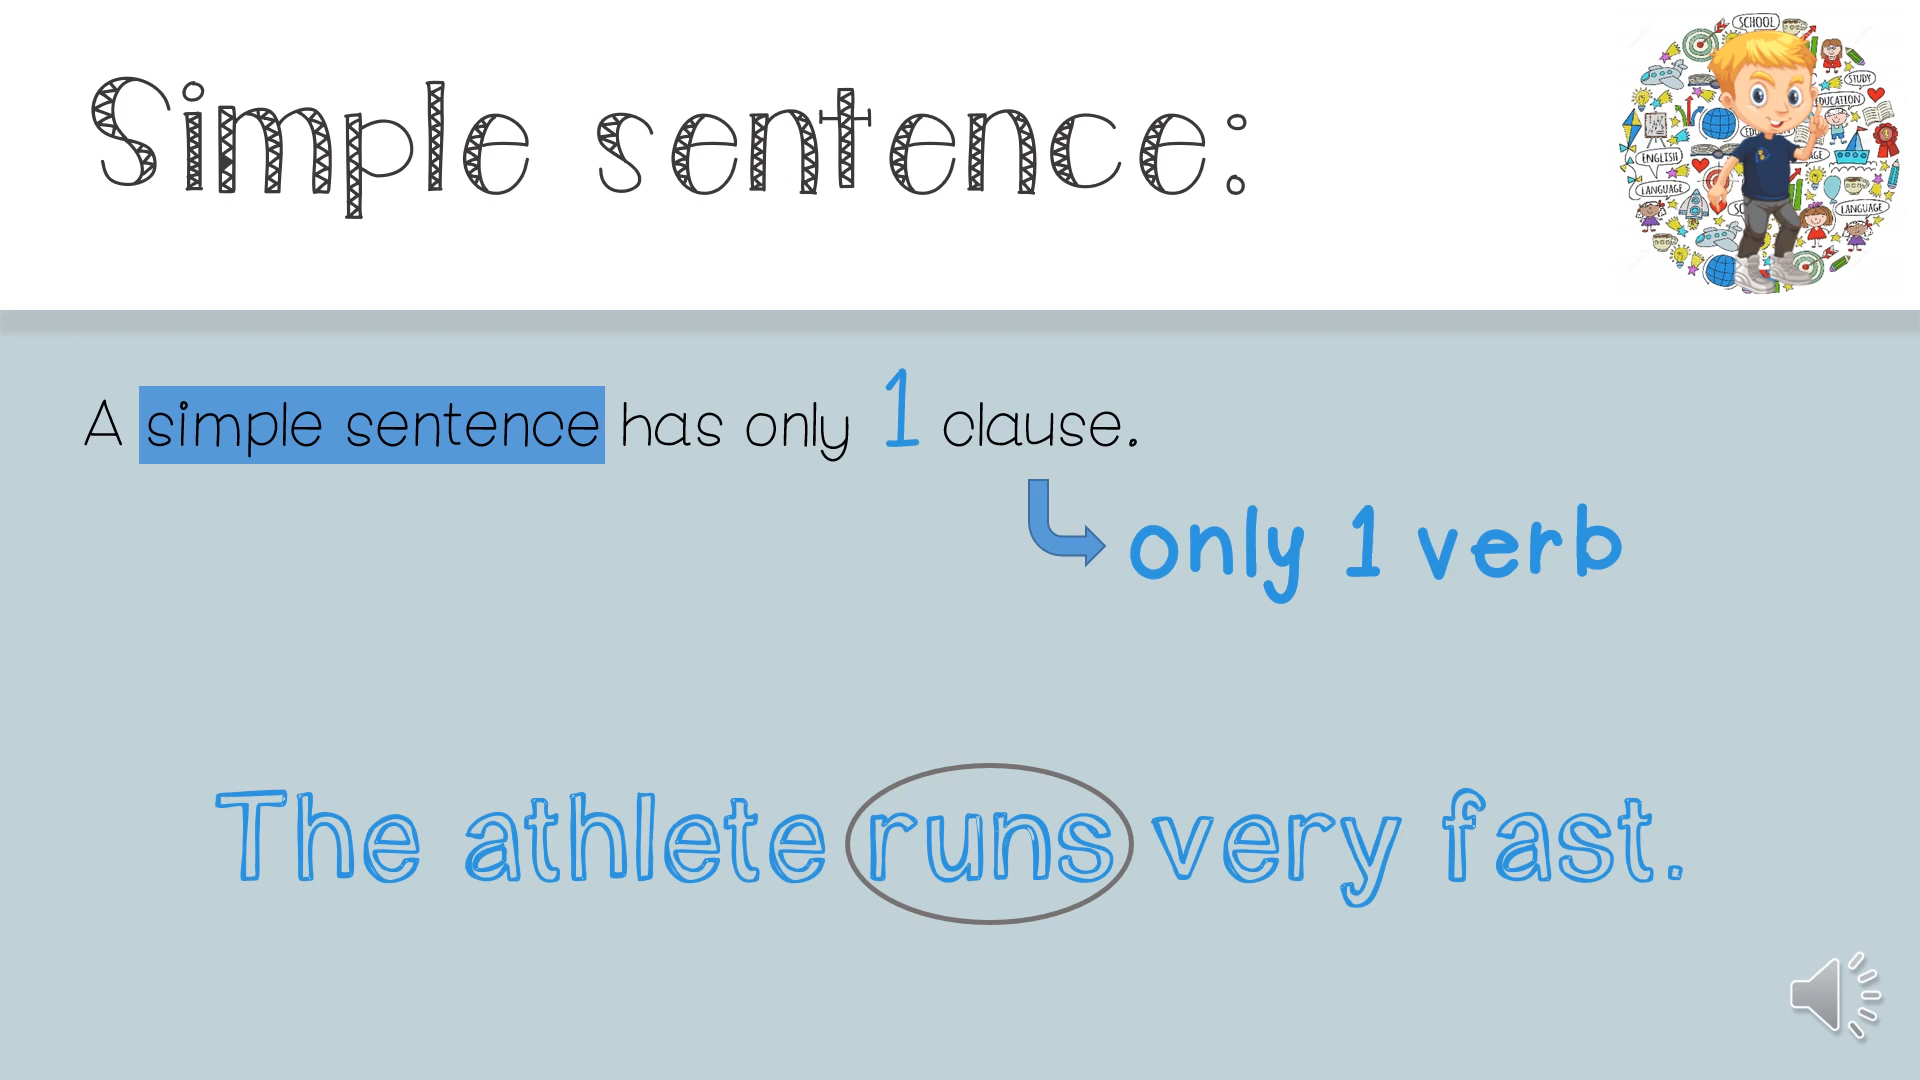 Simple sentence:
SCHOOL
STUDY
EDUCATION
ENGLISH
LANGUAGE
LANGUAGE
A simple sentence has only 1 clause.
only 1 verb
The athlete runs very fast.